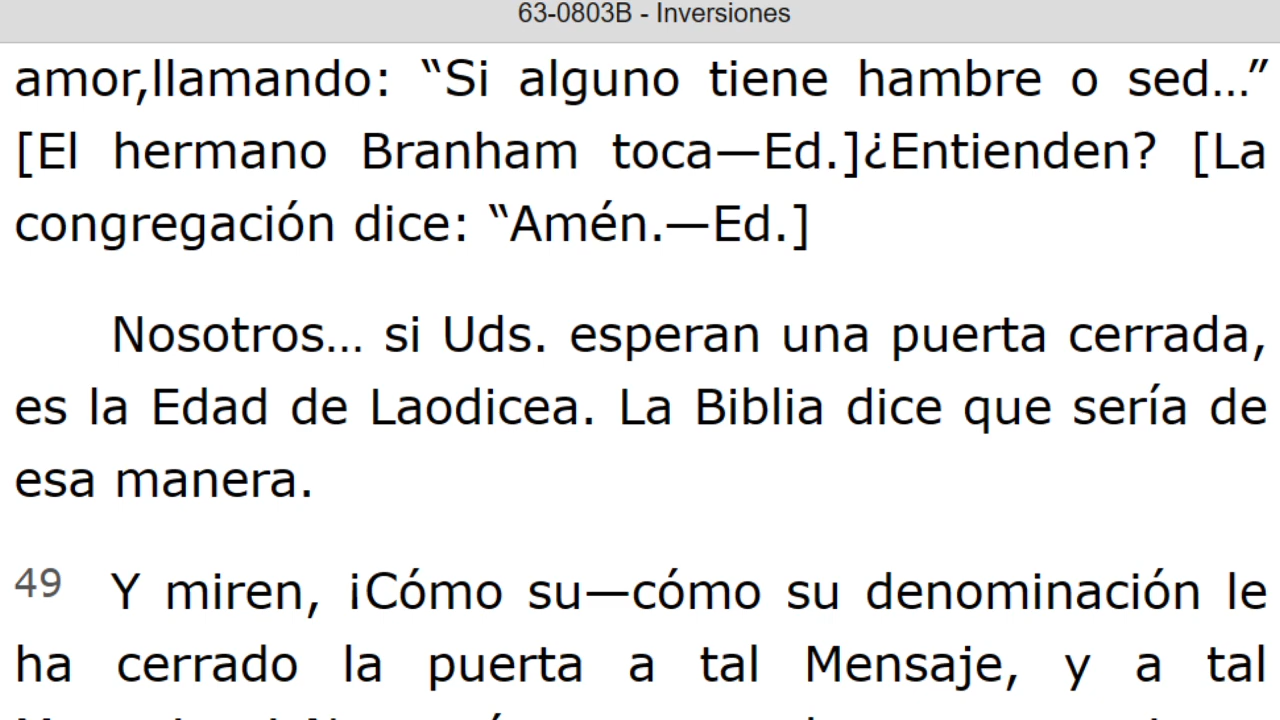 63-0803B - Inversiones
amor,llamando: “Si alguno tiene hambre o sed…”
[El hermano Branham toca—Ed.]¿Entienden? [La
congregación dice: “Amén.—Ed.]
Nosotros… si Uds. esperan una puerta cerrada,
es la Edad de Laodicea. La Biblia dice que sería de
esa manera.
49 Y miren, ¡Cómo su—cómo su denominación le
ha cerrado la puerta a tal Mensaje, y a tal